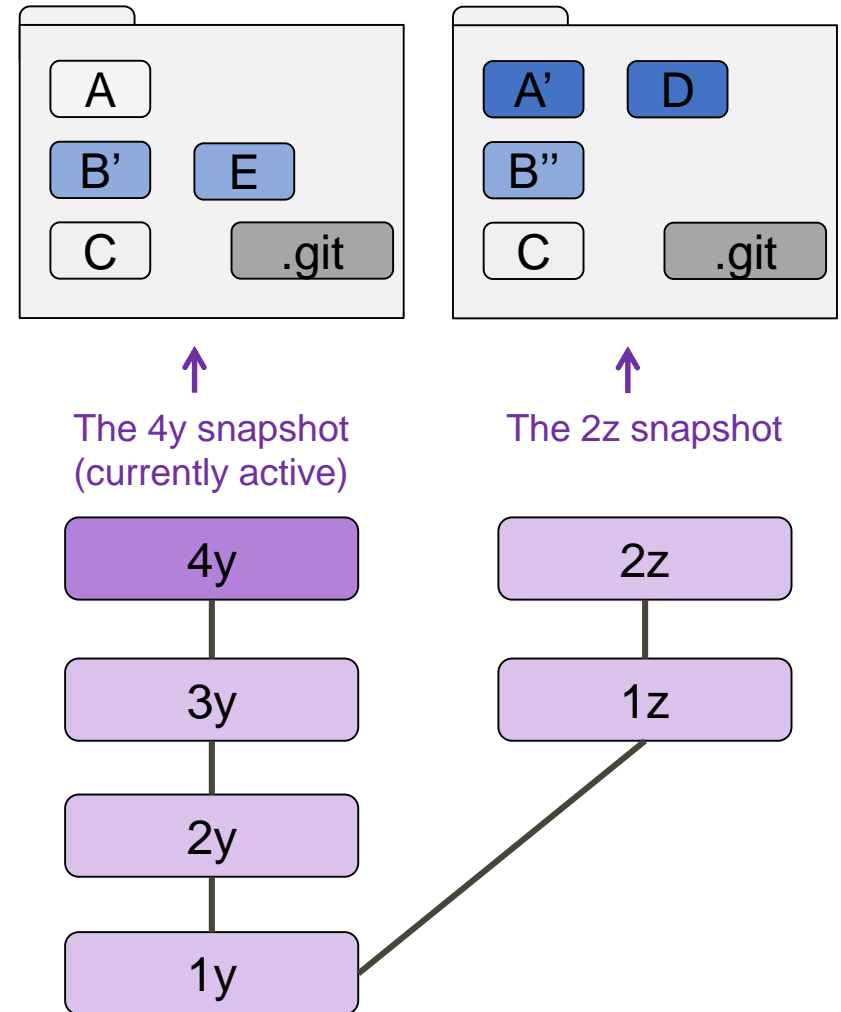 A
B’
E
C
.git
A’
D
B’’
C
.git
The 4y snapshot
(currently active)
The 2z snapshot
4y
2z
3y
1z
2y
1y